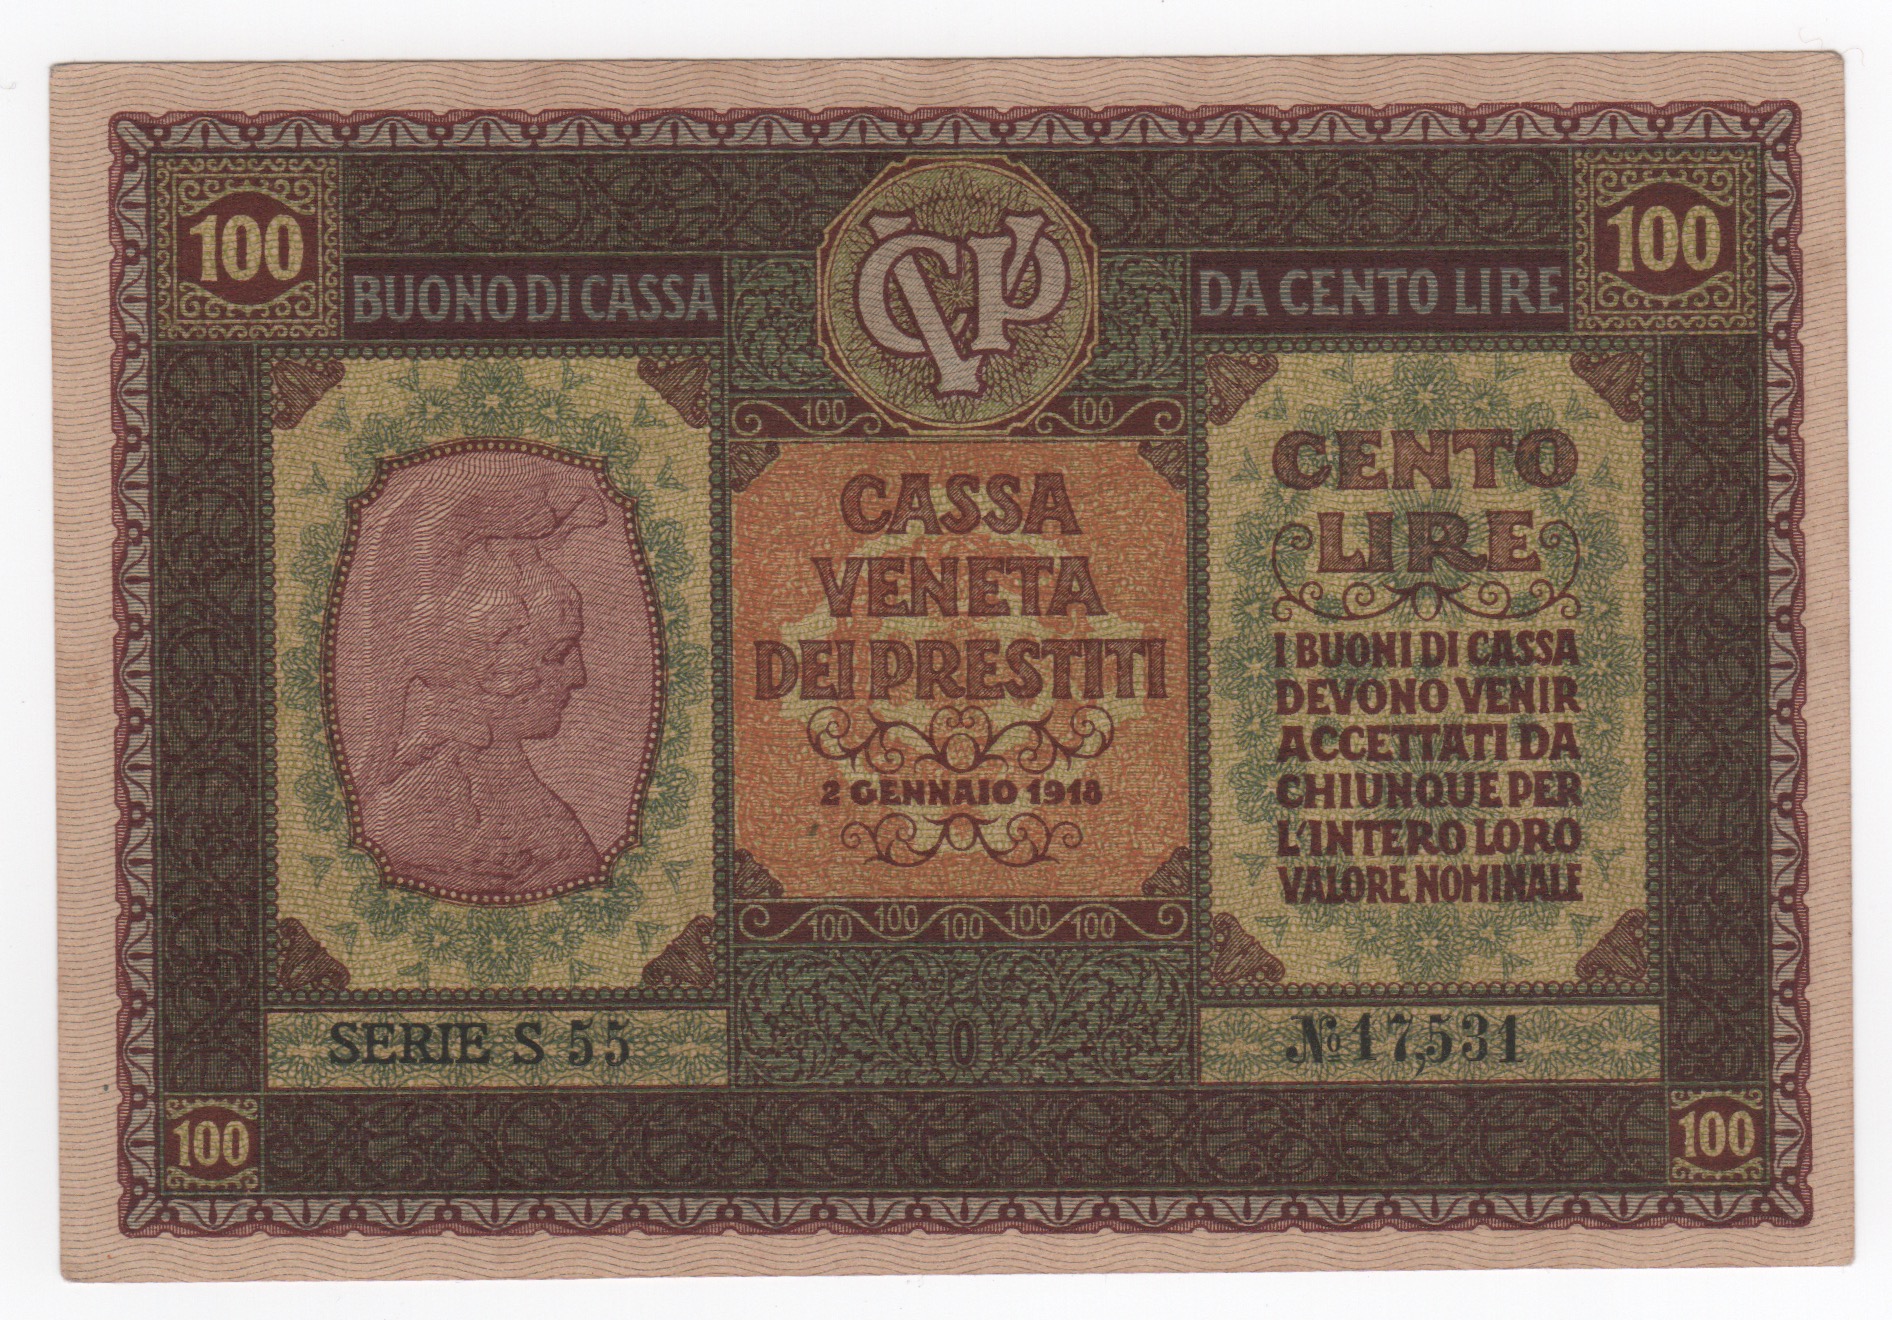 100
BUONO DI CASSA
CVP
DA CENTO LIRE
100
100 100
CASSA
VENETA
DEI PRESTITI
2 GENNAIO 1918
CENTO
LIRE
I BUONI DI CASSA
DEVONO VENIR
ACCETTATI DA
CHIUNQUE PER
L'INTERO LORO
VALORE NOMINALE
100 100 100 100 100
SERIE S 55
№ 17,531
100
100